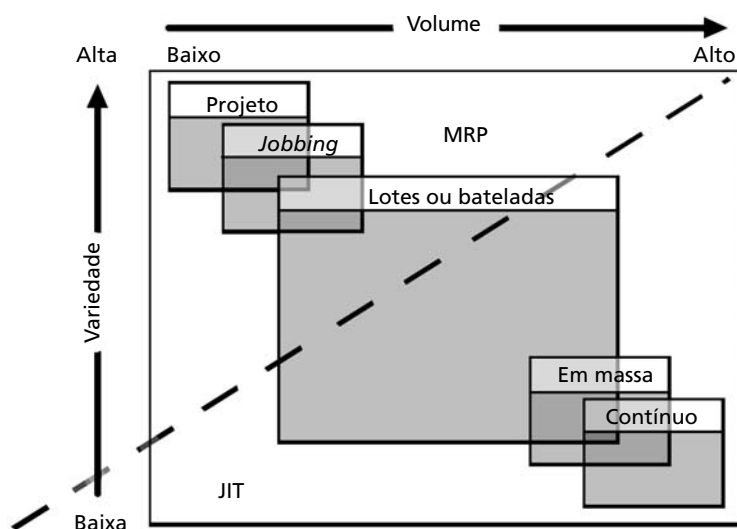 Volume
Alta
Baixo
Alto
Projeto
Jobbing
MRP
Lotes ou bateladas
Variedade
Em massa
Contínuo
JIT
Baixa